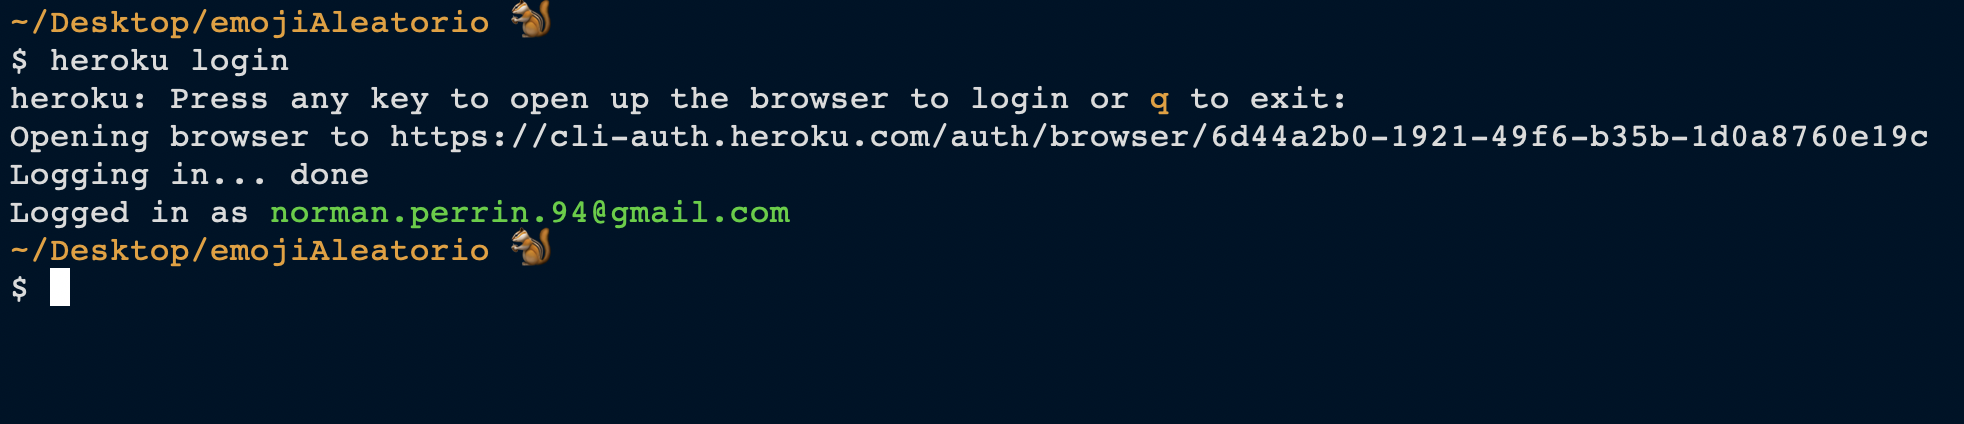 ~/Desktop/emojiAleatorio 🐿️
$ heroku login
heroku: Press any key to open up the browser to login or q to exit:
Opening browser to https://cli-auth.heroku.com/auth/browser/6d44a2b0-1921-49f6-b35b-1d0a8760e19c
Logging in... done
Logged in as norman.perrin.94@gmail.com
~/Desktop/emojiAleatorio 🐿️
$